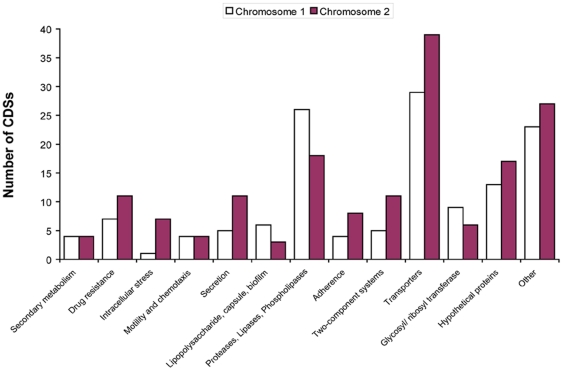 Chromosome 1 Chromosome 2
Number of CDSs
40
35
30
25
20
15
10
5
0
Secondary metabolism
Drug resistance
Intracellular stress
Motility and chemotaxis
Secretion
Lipopolysaccharide, capsule, biofilm
Proteases, Lipases, Phospholipases
Adherence
Two-component systems
Transporters
Glycosyl/ ribosyl transferase
Hypothetical proteins
Other